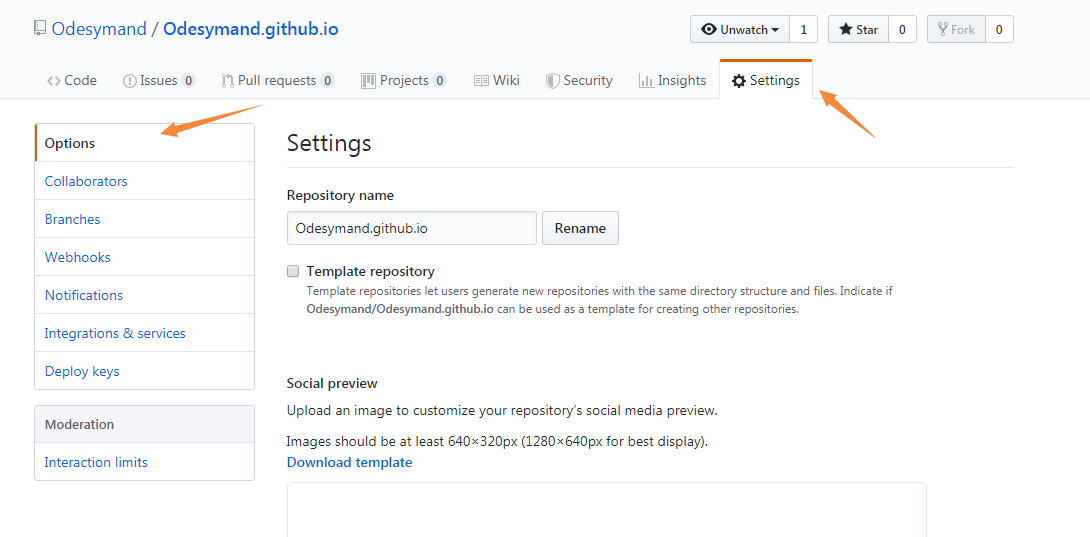 Odesymand / Odesymand.github.io
Unwatch 1 Star 0 Fork 0
Code Issues 0 Pull requests 0 Projects 0 Wiki Security Insights Settings
Options
Collaborators
Branches
Webhooks
Notifications
Integrations & services
Deploy keys
Moderation
Interaction limits
Settings
Repository name
Odesymand.github.io Rename
Template repository
Template repositories let users generate new repositories with the same directory structure and files. Indicate if
Odesymand/Odesymand.github.io can be used as a template for creating other repositories.
Social preview
Upload an image to customize your repository's social media preview.
Images should be at least 640×320px (1280×640px for best display).
Download template